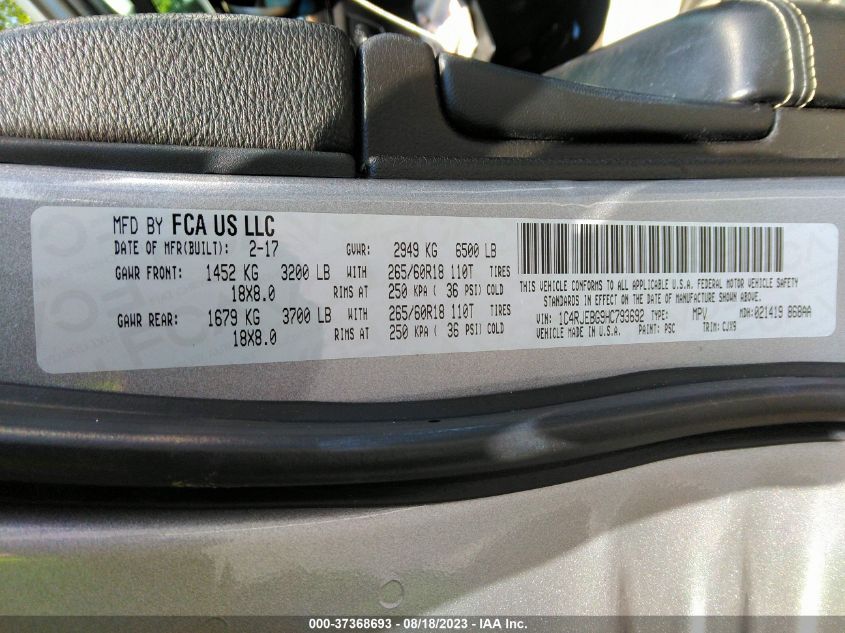 MFD BY FCA US LLC
DATE OF MFR(BUILT): 2-17 GVWR: 2949 KG 6500 LB
GAWR FRONT: 1452 KG 3200 LB WITH 265/60R18 110T TIRES
18X8.0 RIMS AT 250 KPA ( 36 PSI) COLD
GAWR REAR: 1679 KG 3700 LB WITH 265/60R18 110T TIRES
18X8.0 RIMS AT 250 KPA ( 36 PSI) COLD
THIS VEHICLE CONFORMS TO ALL APPLICABLE U.S.A. FEDERAL MOTOR VEHICLE SAFETY
STANDARDS IN EFFECT ON THE DATE OF MANUFACTURE SHOWN ABOVE.
VIN: 1C4RJEBG9HC793692 TYPE: MPV MDH: 021419 868AA
VEHICLE MADE IN U.S.A. PAINT: PSC TRIM: CJX9
000-37368693 / 08/18/2023 - IAA Inc.